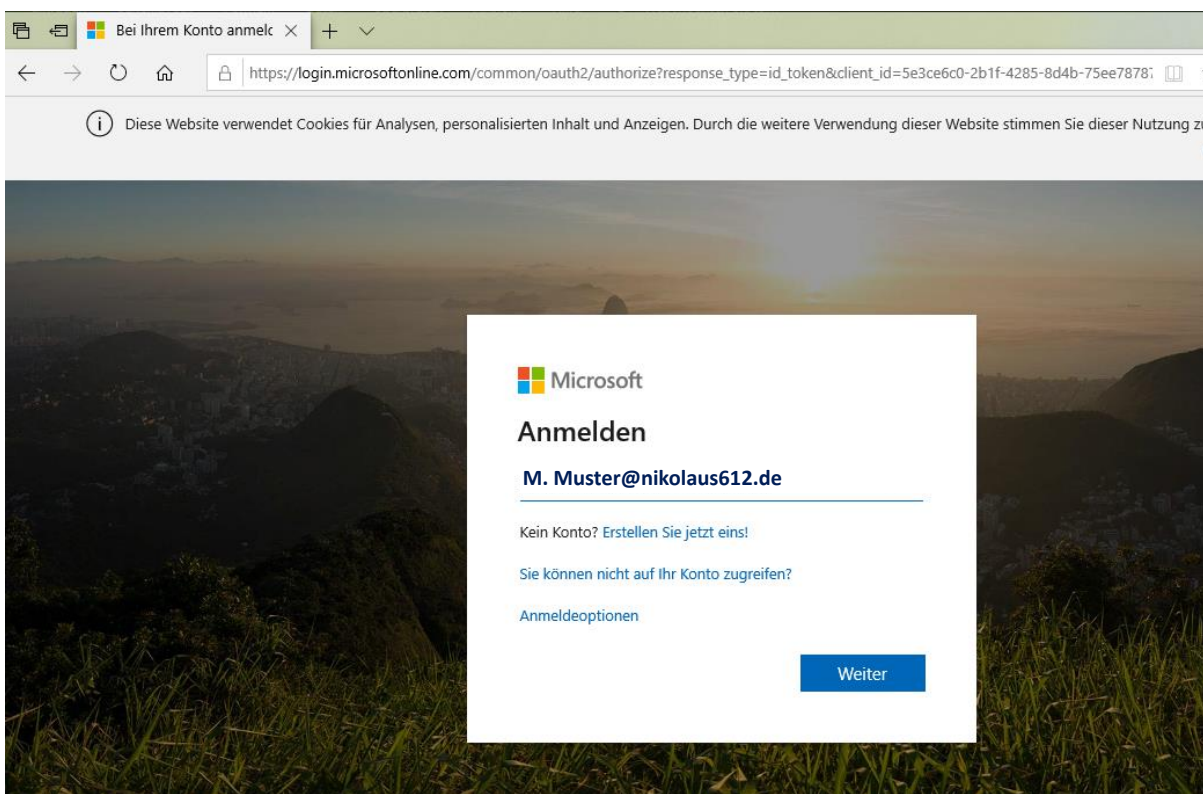 Bei Ihrem Konto anmelc
https://login.microsoftonline.com/common/oauth2/authorize?response_type=id_token&client_id=5e3ce6c0-2b1f-4285-8d4b-75ee78787
Diese Website verwendet Cookies für Analysen, personalisierten Inhalt und Anzeigen. Durch die weitere Verwendung dieser Website stimmen Sie dieser Nutzung zu
Microsoft
Anmelden
M. Muster@nikolaus612.de
Kein Konto? Erstellen Sie jetzt eins!
Sie können nicht auf Ihr Konto zugreifen?
Anmeldeoptionen
Weiter